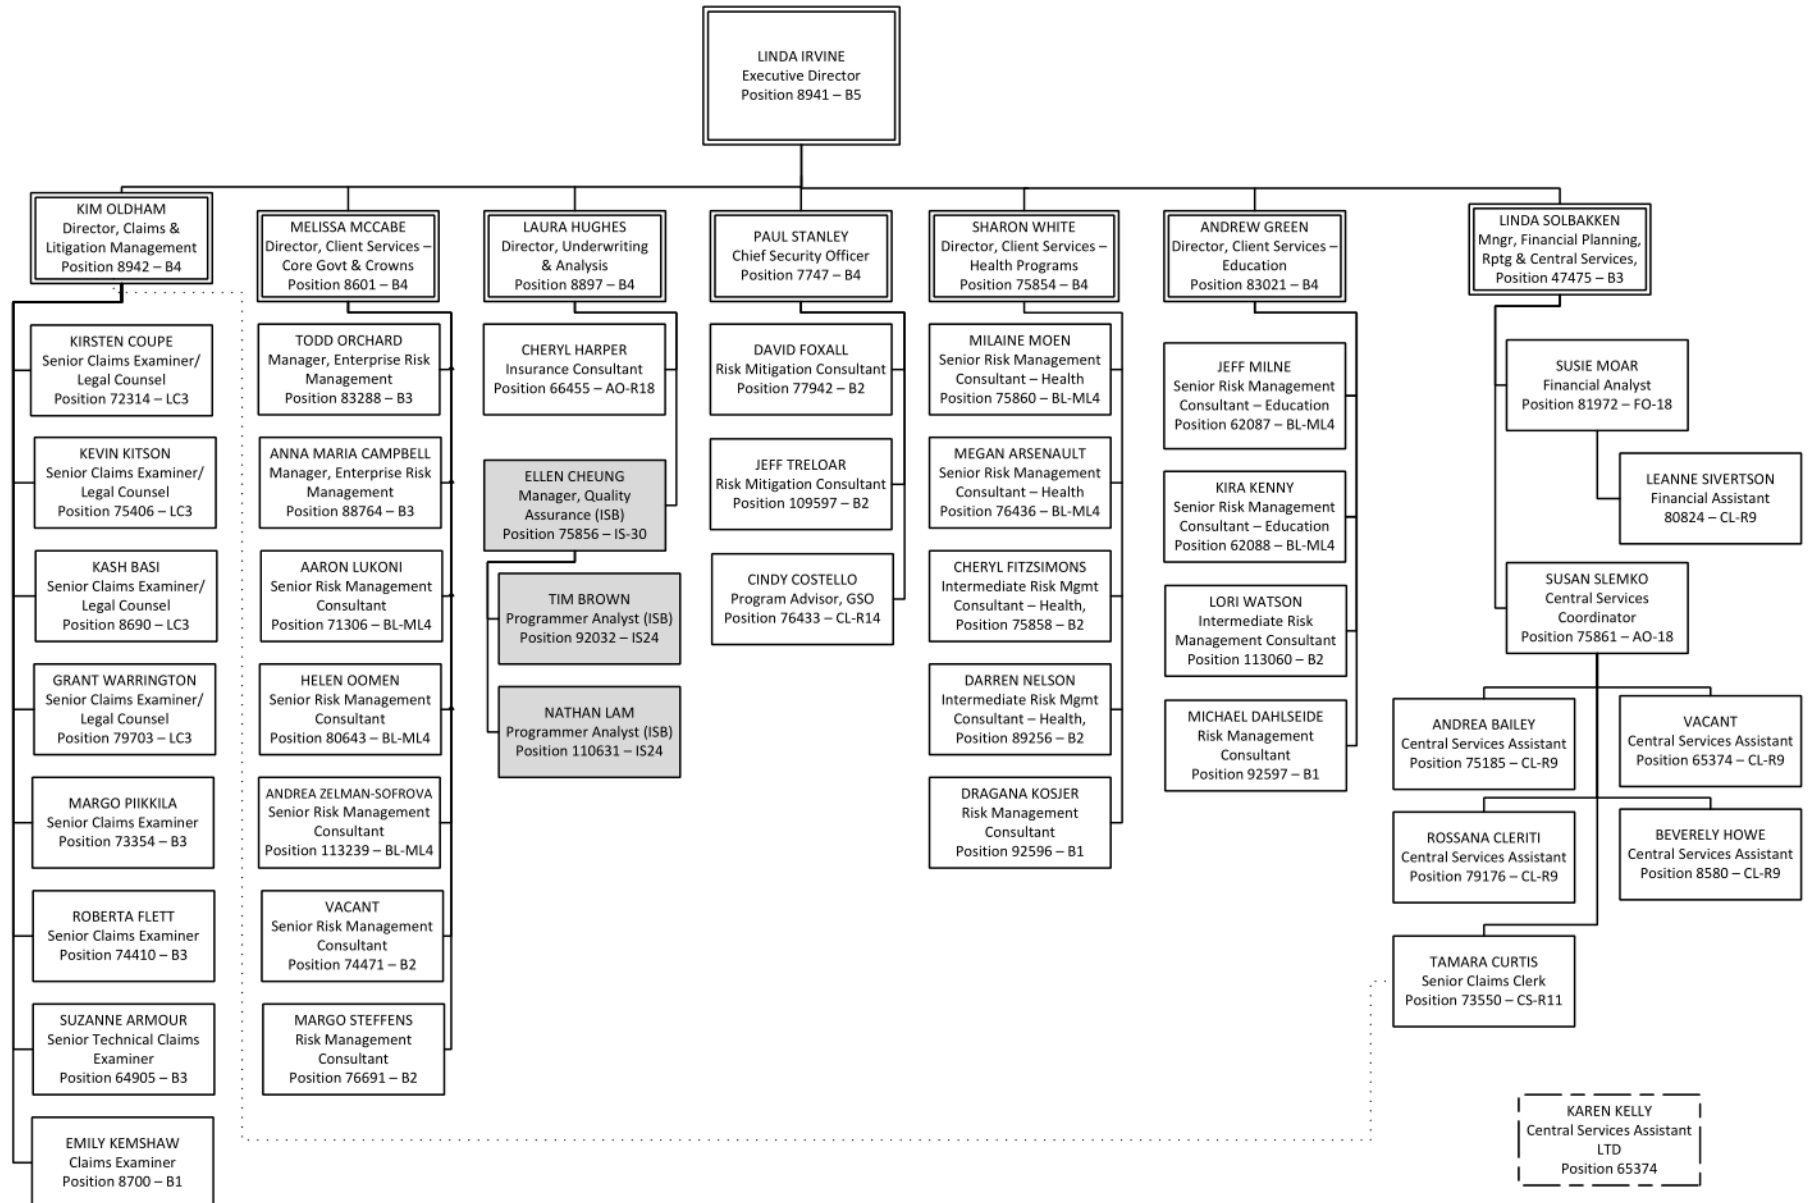 LINDA IRVINE
Executive Director
Position 8941 – B5
KIM OLDHAM
Director, Claims &
Litigation Management
Position 8942 – B4
MELISSA MCCABE
Director, Client Services –
Core Govt & Crowns
Position 8601 – B4
LAURA HUGHES
Director, Underwriting
& Analysis
Position 8897 – B4
PAUL STANLEY
Chief Security Officer
Position 7747 – B4
SHARON WHITE
Director, Client Services –
Health Programs
Position 75854 – B4
ANDREW GREEN
Director, Client Services –
Education
Position 83021 – B4
LINDA SOLBAKKEN
Mngr, Financial Planning,
Rptg & Central Services,
Position 47475 – B3
KIRSTEN COUPE
Senior Claims Examiner/
Legal Counsel
Position 72314 – LC3
KEVIN KITSON
Senior Claims Examiner/
Legal Counsel
Position 75406 – LC3
KASH BASI
Senior Claims Examiner/
Legal Counsel
Position 8690 – LC3
GRANT WARRINGTON
Senior Claims Examiner/
Legal Counsel
Position 79703 – LC3
MARGO PIIKKILA
Senior Claims Examiner
Position 73354 – B3
ROBERTA FLETT
Senior Claims Examiner
Position 74410 – B3
SUZANNE ARMOUR
Senior Technical Claims
Examiner
Position 64905 – B3
EMILY KEMSHAW
Claims Examiner
Position 8700 – B1
TODD ORCHARD
Manager, Enterprise Risk
Management
Position 83288 – B3
ANNA MARIA CAMPBELL
Manager, Enterprise Risk
Management
Position 88764 – B3
AARON LUKONI
Senior Risk Management
Consultant
Position 71306 – BL-ML4
HELEN OOMEN
Senior Risk Management
Consultant
Position 80643 – BL-ML4
ANDREA ZELMAN-SOFROVA
Senior Risk Management
Consultant
Position 113239 – BL-ML4
VACANT
Senior Risk Management
Consultant
Position 74471 – B2
MARGO STEFFENS
Risk Management
Consultant
Position 76691 – B2
CHERYL HARPER
Insurance Consultant
Position 66455 – AO-R18
ELLEN CHEUNG
Manager, Quality
Assurance (ISB)
Position 75856 – IS-30
TIM BROWN
Programmer Analyst (ISB)
Position 92032 – IS24
NATHAN LAM
Programmer Analyst (ISB)
Position 110631 – IS24
DAVID FOXALL
Risk Mitigation Consultant
Position 77942 – B2
JEFF TRELOAR
Risk Mitigation Consultant
Position 109597 – B2
CINDY COSTELLO
Program Advisor, GSO
Position 76433 – CL-R14
MILAINE MOEN
Senior Risk Management
Consultant – Health
Position 75860 – BL-ML4
MEGAN ARSENAULT
Senior Risk Management
Consultant – Health
Position 76436 – BL-ML4
CHERYL FITZSIMONS
Intermediate Risk Mgmt
Consultant – Health,
Position 75858 – B2
DARREN NELSON
Intermediate Risk Mgmt
Consultant – Health,
Position 89256 – B2
DRAGANA KOSJER
Risk Management
Consultant
Position 92596 – B1
JEFF MILNE
Senior Risk Management
Consultant – Education
Position 62087 – BL-ML4
KIRA KENNY
Senior Risk Management
Consultant – Education
Position 62088 – BL-ML4
LORI WATSON
Intermediate Risk
Management Consultant
Position 113060 – B2
MICHAEL DAHLSEIDE
Risk Management
Consultant
Position 92597 – B1
SUSIE MOAR
Financial Analyst
Position 81972 – FO-18
LEANNE SIVERTSON
Financial Assistant
80824 – CL-R9
SUSAN SLEMKO
Central Services
Coordinator
Position 75861 – AO-18
ANDREA BAILEY
Central Services Assistant
Position 75185 – CL-R9
VACANT
Central Services Assistant
Position 65374 – CL-R9
ROSSANA CLERITI
Central Services Assistant
Position 79176 – CL-R9
BEVERELY HOWE
Central Services Assistant
Position 8580 – CL-R9
TAMARA CURTIS
Senior Claims Clerk
Position 73550 – CS-R11
KAREN KELLY
Central Services Assistant
LTD
Position 65374